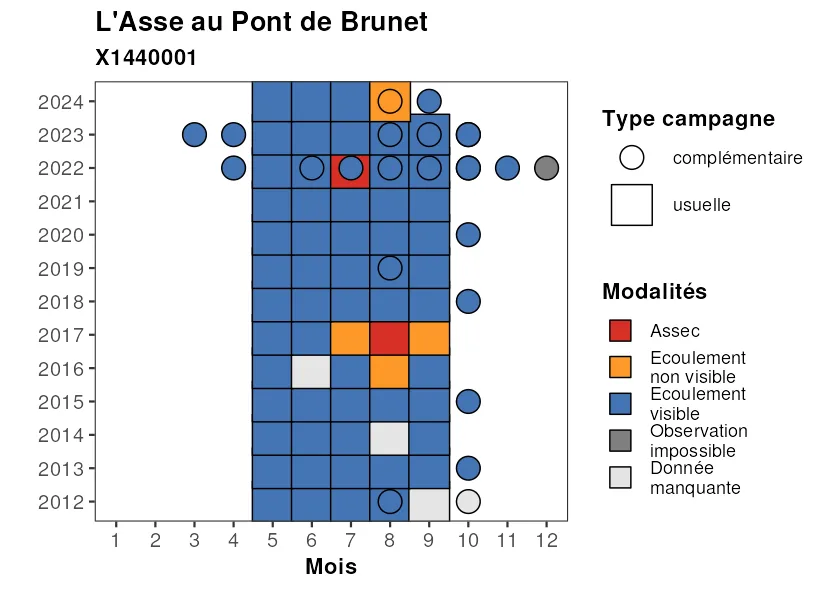 L'Asse au Pont de Brunet
X1440001
2024
2023
2022
2021
2020
2019
2018
2017
2016
2015
2014
2013
2012
1 2 3 4 5 6 7 8 9 10 11 12
Mois
Type campagne
complémentaire
usuelle
Modalités
Assec
Ecoulement
non visible
Ecoulement
visible
Observation
impossible
Donnée
manquante